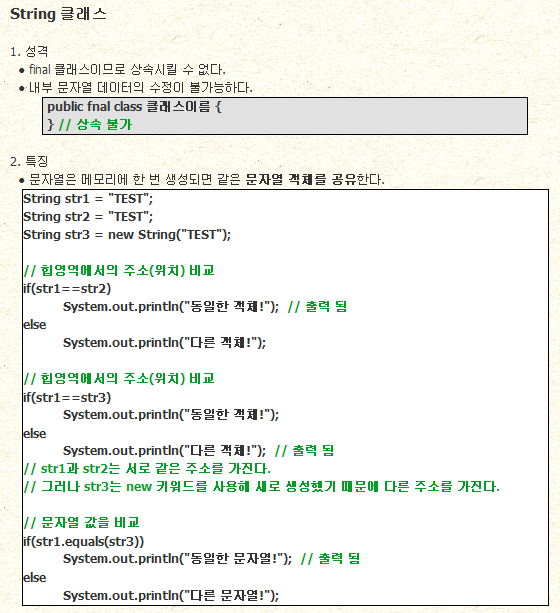 String 클래스
1. 성격
● final 클래스이므로 상속시킬 수 없다.
● 내부 문자열 데이터의 수정이 불가능하다.
public fnal class 클래스이름 {
} // 상속 불가
2. 특징
● 문자열은 메모리에 한 번 생성되면 같은 문자열 객체를 공유한다.
String str1 = "TEST";
String str2 = "TEST";
String str3 = new String("TEST");
// 힙영역에서의 주소(위치) 비교
if(str1==str2)
System.out.println("동일한 객체!"); // 출력 됨
else
System.out.println("다른 객체!");
// 힙영역에서의 주소(위치) 비교
if(str1==str3)
System.out.println("동일한 객체!");
else
System.out.println("다른 객체!"); // 출력 됨
// str1과 str2는 서로 같은 주소를 가진다.
// 그러나 str3는 new 키워드를 사용해 새로 생성했기 때문에 다른 주소를 가진다.
// 문자열 값을 비교
if(str1.equals(str3))
System.out.println("동일한 문자열!"); // 출력 됨
else
System.out.println("다른 문자열!");